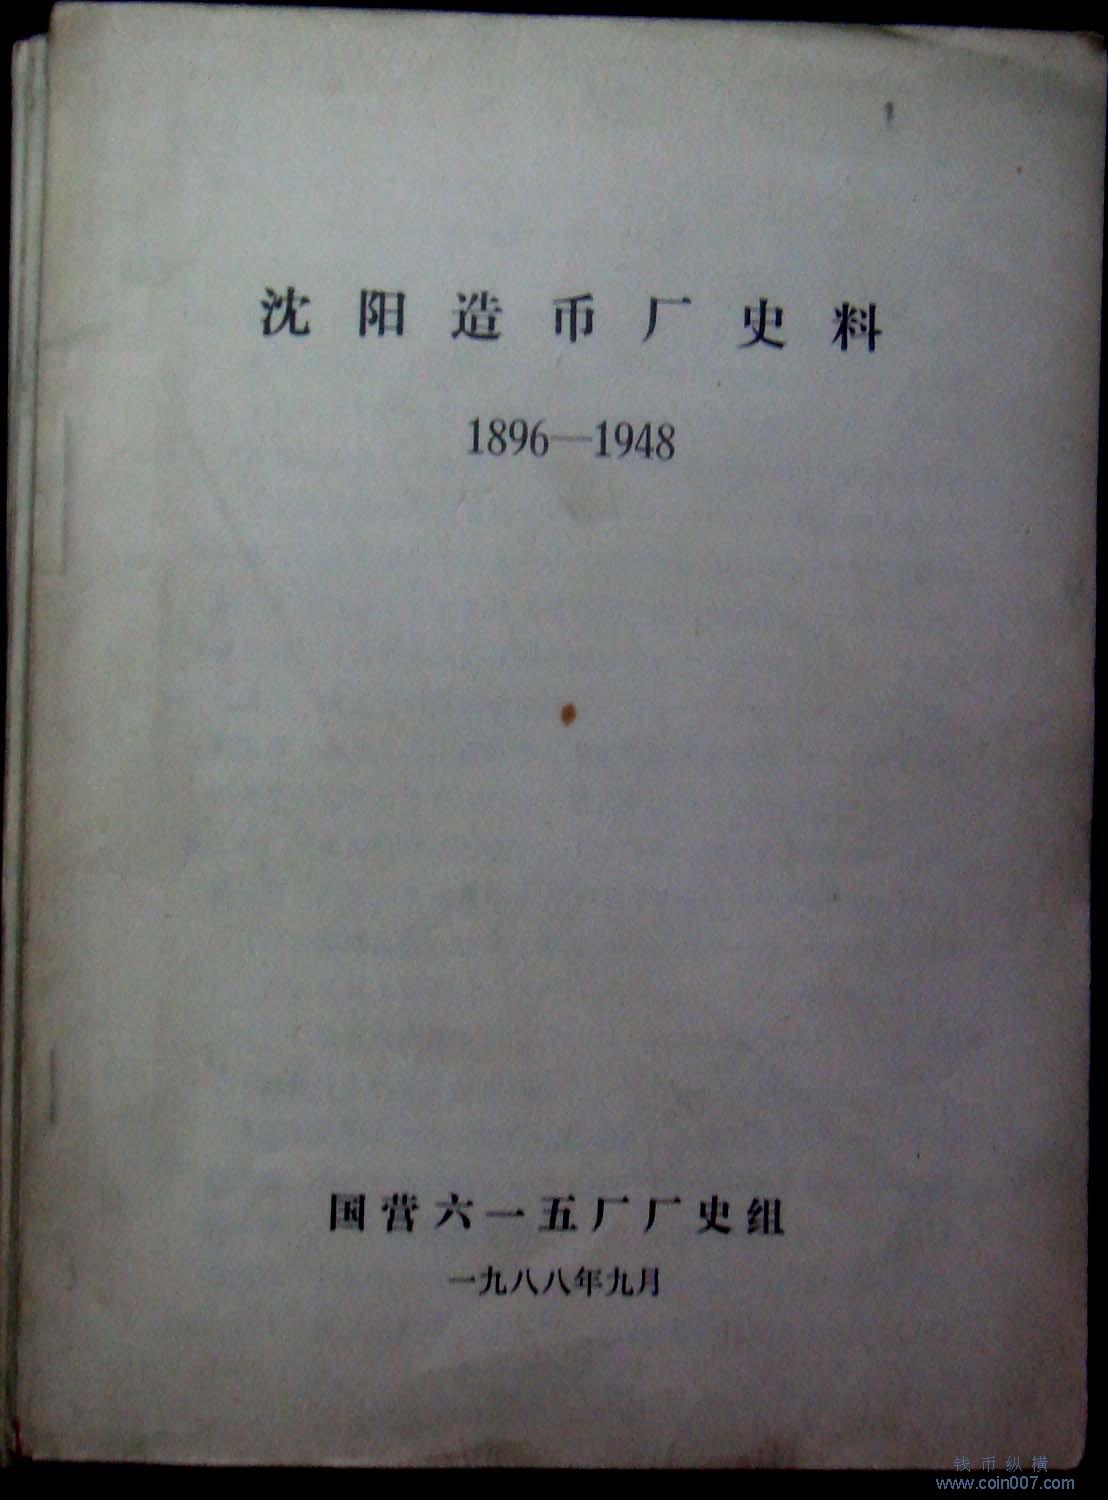 沈阳造币厂史料
1896—1948
国营六一五厂厂史组
一九八八年九月
钱币纵横
www.coin007.com